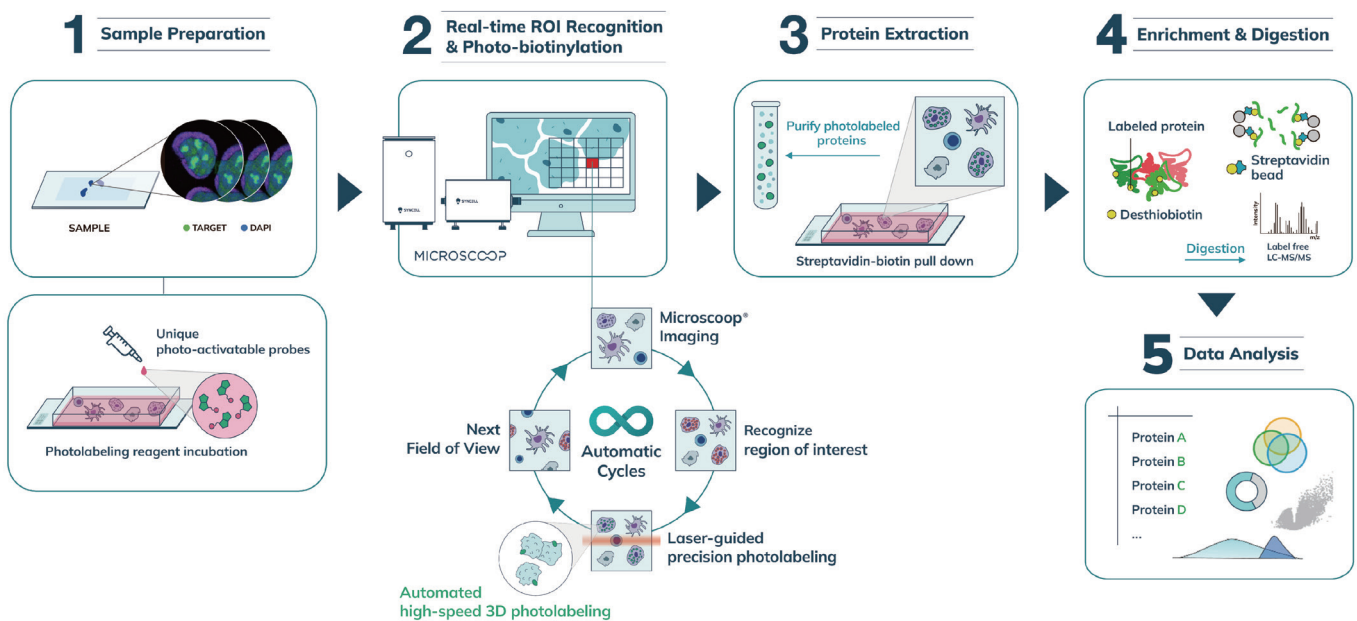 1 Sample Preparation
SAMPLE
TARGET DAPI
Unique
photo-activatable probes
Photolabeling reagent incubation
2 Real-time ROI Recognition
& Photo-biotinylation
SYNCELL
SYNCELL
MICROSCOOP
Microscoop®
Imaging
Recognize
region of interest
Laser-guided
precision photolabeling
Next
Field of View
Automatic
Cycles
Automated
high-speed 3D photolabeling
3 Protein Extraction
Purify photolabeled
proteins
Streptavidin-biotin pull down
4 Enrichment & Digestion
Labeled protein
Streptavidin
bead
Desthiobiotin
Digestion
Intensity
m/z
Label free
LC-MS/MS
5 Data Analysis
Protein A
Protein B
Protein C
Protein D
...